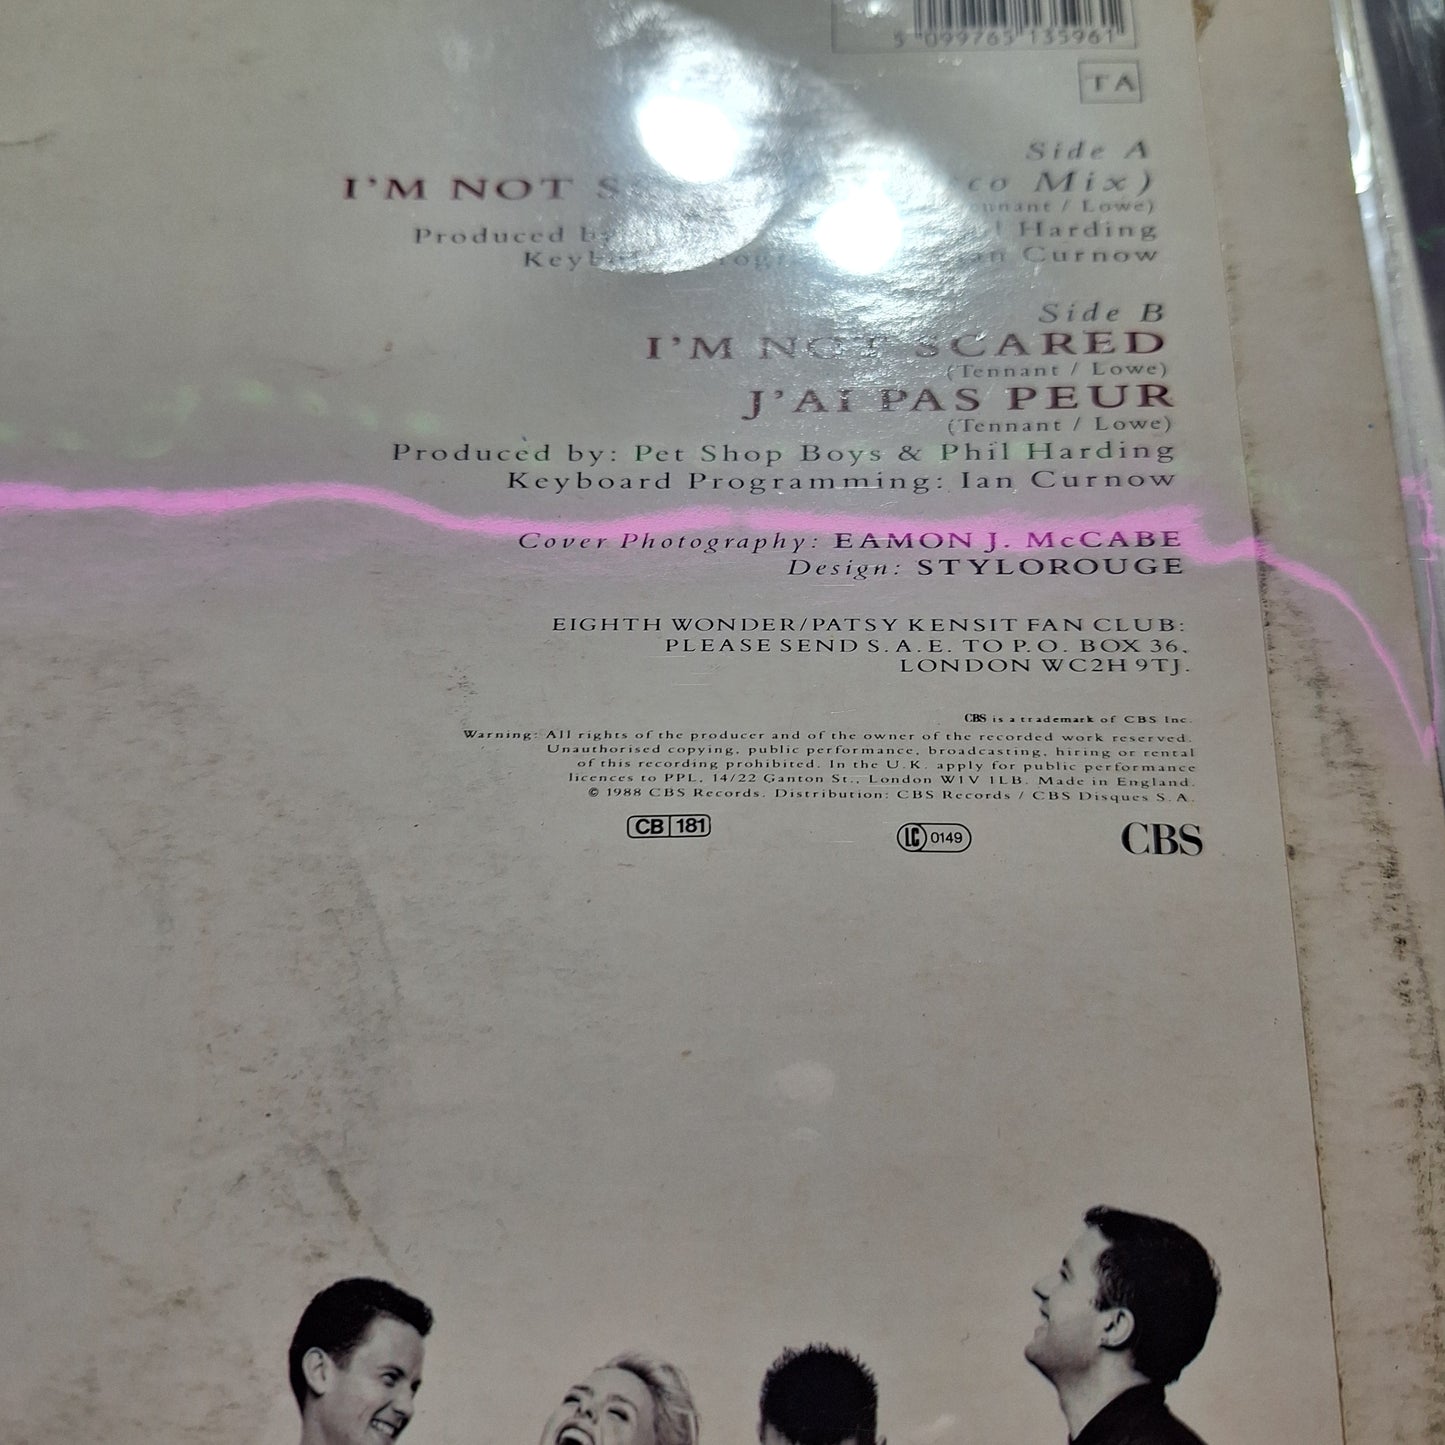 5 099765 135961
TA
Side A
I'M NOT Mix)
/ Lowe)
Produced Harding
Curnow
Side B
I'M NOT SCARED
(Tennant / Lowe)
J'AI PAS PEUR
(Tennant / Lowe)
Produced by: Pet Shop Boys & Phil Harding
Keyboard Programming: Ian Curnow
Cover Photography: EAMON J. McCABE
Design: STYLOROUGE
EIGHTH WONDER/PATSY KENSIT FAN CLUB:
PLEASE SEND S.A.E. TO P.O. BOX 36,
LONDON WC2H 9TJ.
CBS is a trademark of CBS Inc.
Warning: All rights of the producer and of the owner of the recorded work reserved.
Unauthorised copying, public performance, broadcasting, hiring or rental
of this recording prohibited. In the U.K. apply for public performance
licences to PPL, 14/22 Ganton St., London W1V 1LB. Made in England.
© 1988 CBS Records. Distribution: CBS Records / CBS Disques S.A.
CB 181
LC 0149
CBS